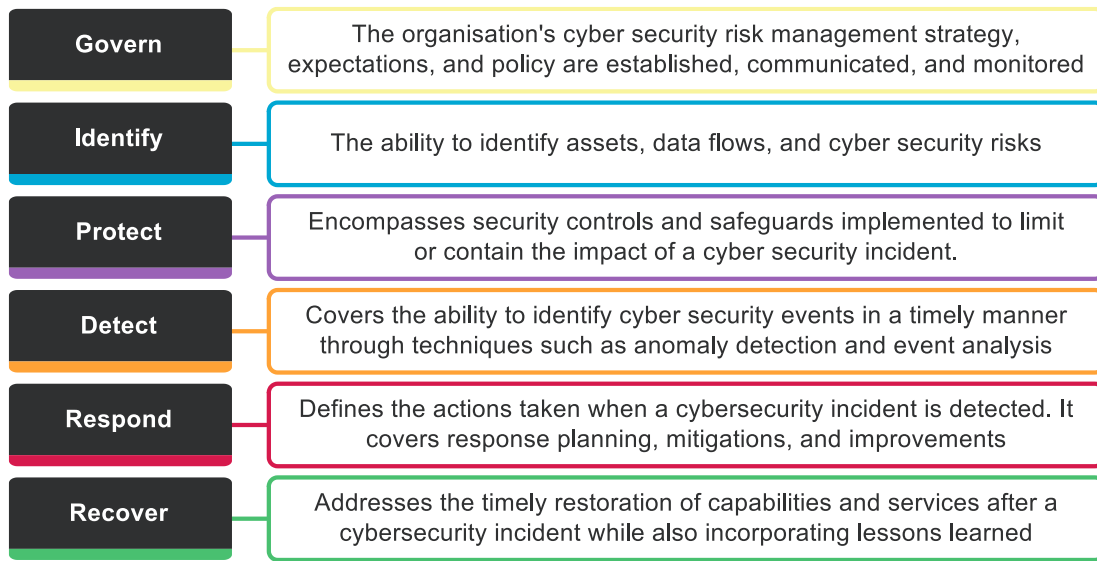 Govern
The organisation's cyber security risk management strategy,
expectations, and policy are established, communicated, and monitored
Identify
The ability to identify assets, data flows, and cyber security risks
Protect
Encompasses security controls and safeguards implemented to limit
or contain the impact of a cyber security incident.
Detect
Covers the ability to identify cyber security events in a timely manner
through techniques such as anomaly detection and event analysis
Respond
Defines the actions taken when a cybersecurity incident is detected. It
covers response planning, mitigations, and improvements
Recover
Addresses the timely restoration of capabilities and services after a
cybersecurity incident while also incorporating lessons learned